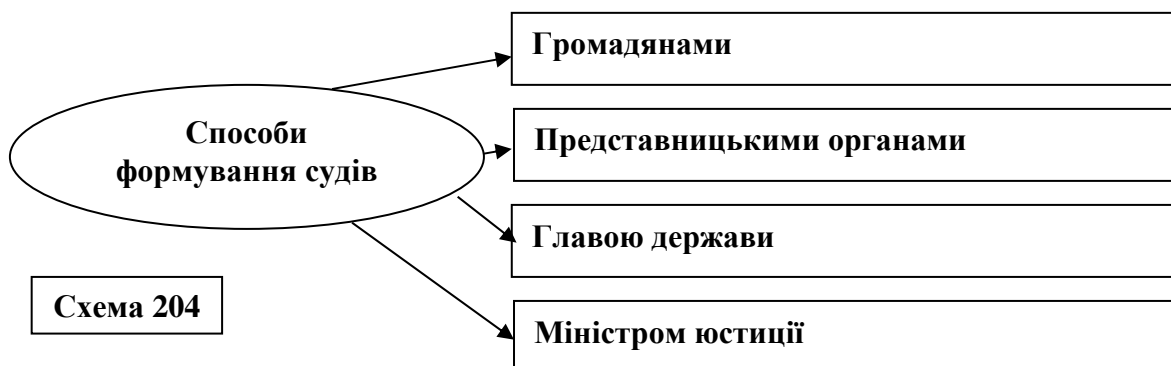 Способи
формування судів
Громадянами
Представницькими органами
Главою держави
Міністром юстиції
Схема 204